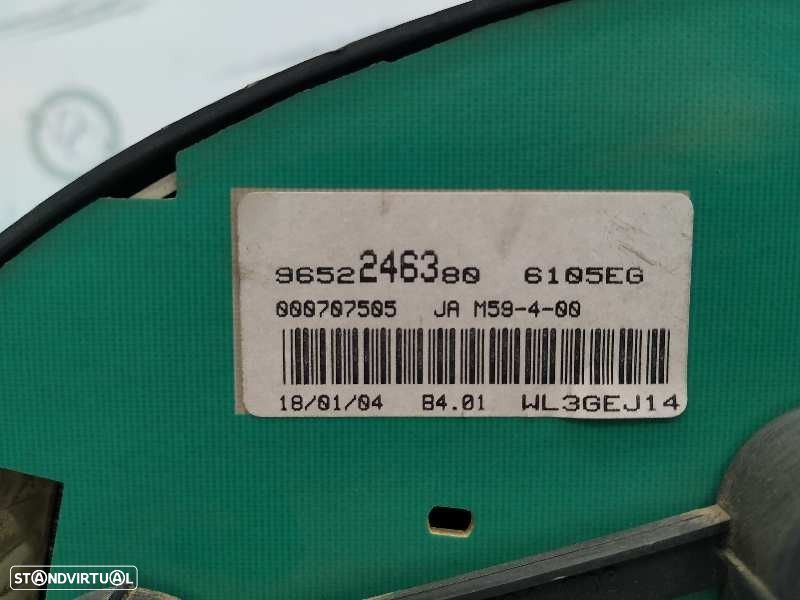 9652246380 6105EG
000707505 JA M59-4-00
18/01/04 B4.01 WL3GEJ14
STANDVIRTUAL